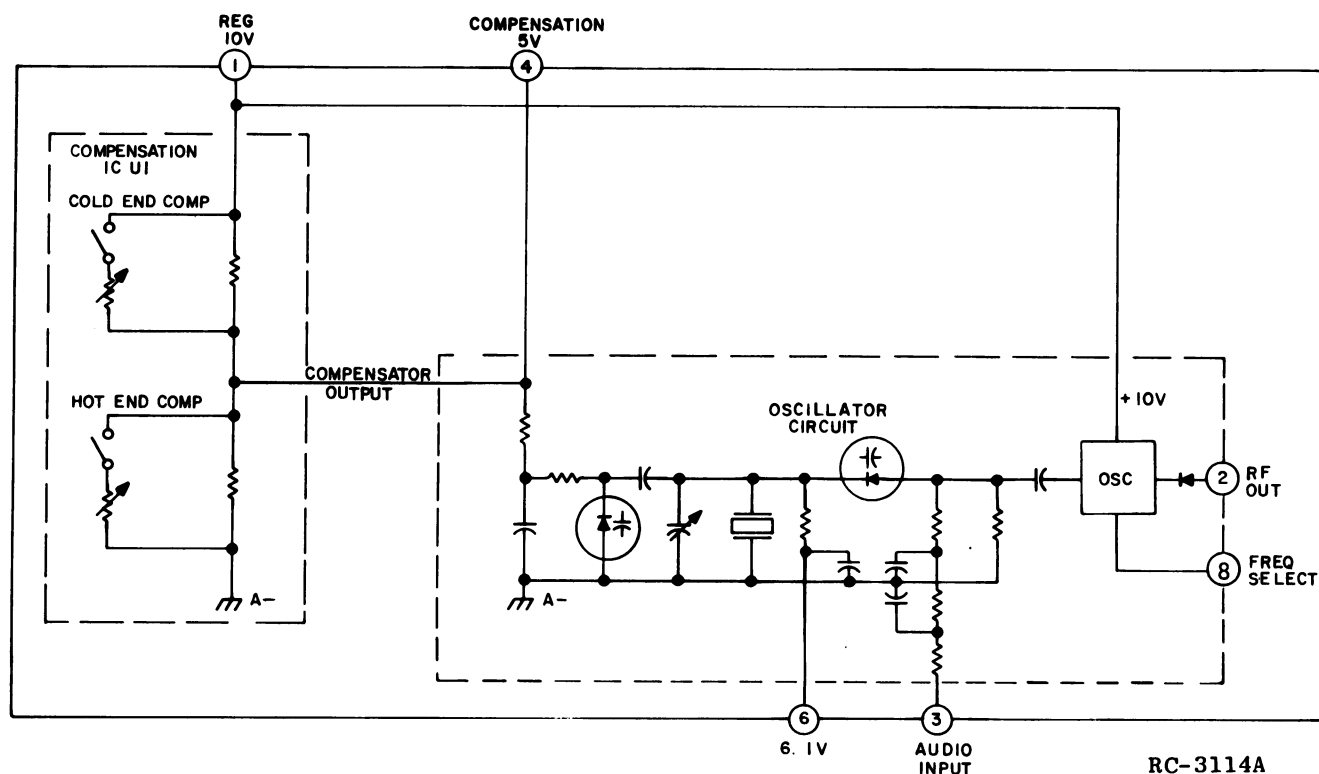 REG
10V
1
COMPENSATION
5V
4
COMPENSATION
IC U1
COLD END COMP
HOT END COMP
A-
COMPENSATOR
OUTPUT
OSCILLATOR
CIRCUIT
+10V
OSC
2
RF
OUT
8
FREQ
SELECT
A-
6
6.1V
3
AUDIO
INPUT
RC-3114A